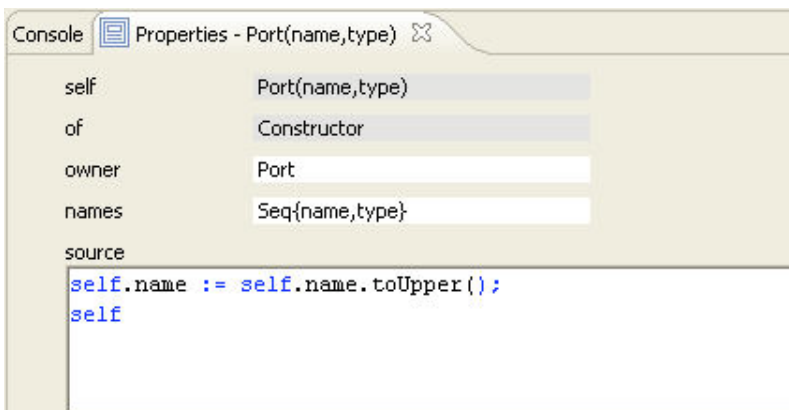 Console Properties - Port(name,type)
self Port(name,type)
of Constructor
owner Port
names Seq{name,type}
source
self.name := self.name.toUpper();
self